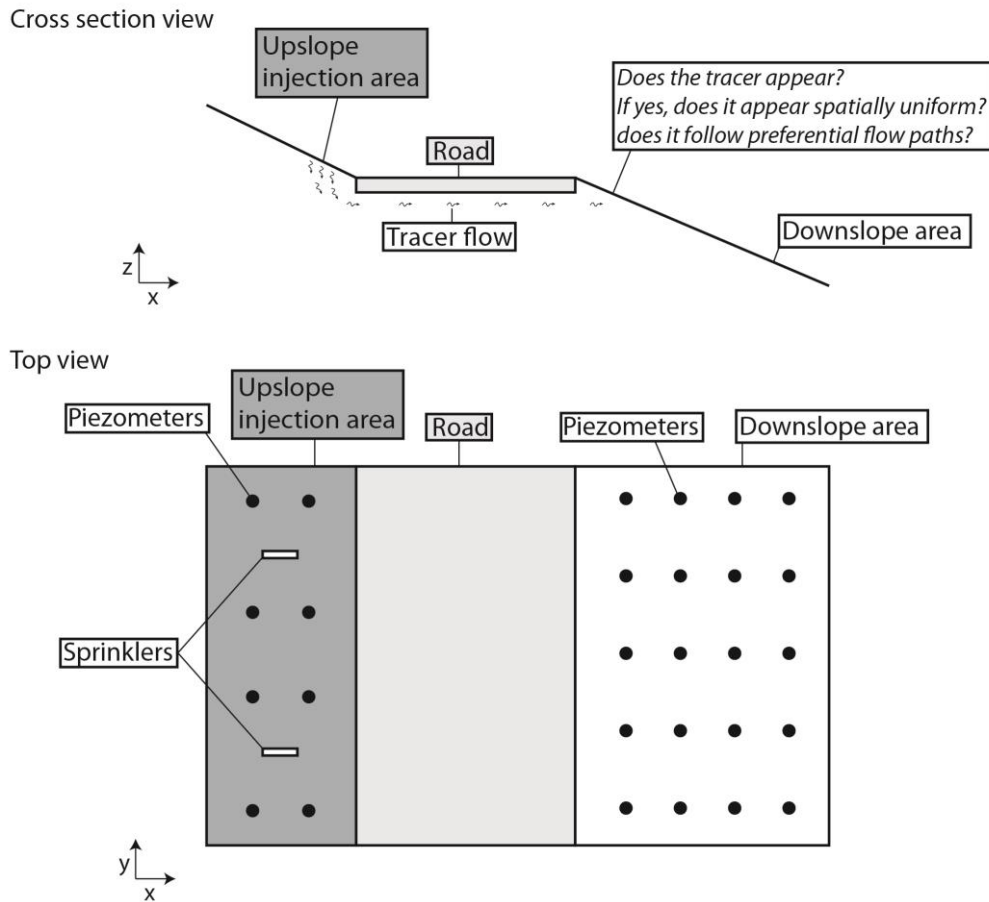 Cross section view
Upslope
injection area
Does the tracer appear?
If yes, does it appear spatially uniform?
does it follow preferential flow paths?
Road
Tracer flow
Downslope area
z
x
Top view
Upslope
injection area
Piezometers
Road
Piezometers
Downslope area
Sprinklers
y
x